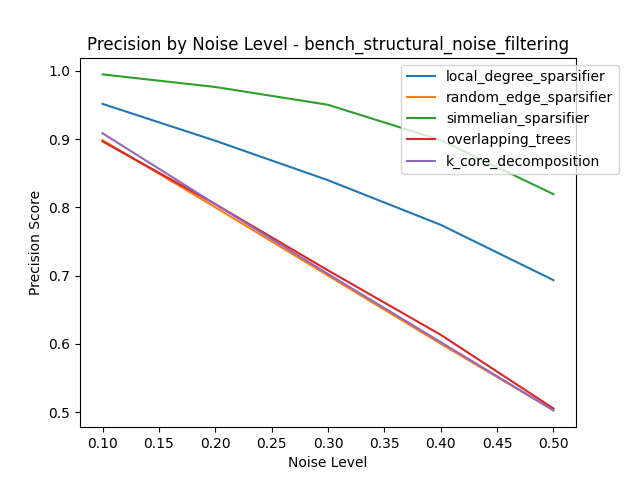 Precision by Noise Level - bench_structural_noise_filtering
local_degree_sparsifier
random_edge_sparsifier
simmelian_sparsifier
overlapping_trees
k_core_decomposition
Precision Score
1.0
0.9
0.8
0.7
0.6
0.5
0.10 0.15 0.20 0.25 0.30 0.35 0.40 0.45 0.50
Noise Level